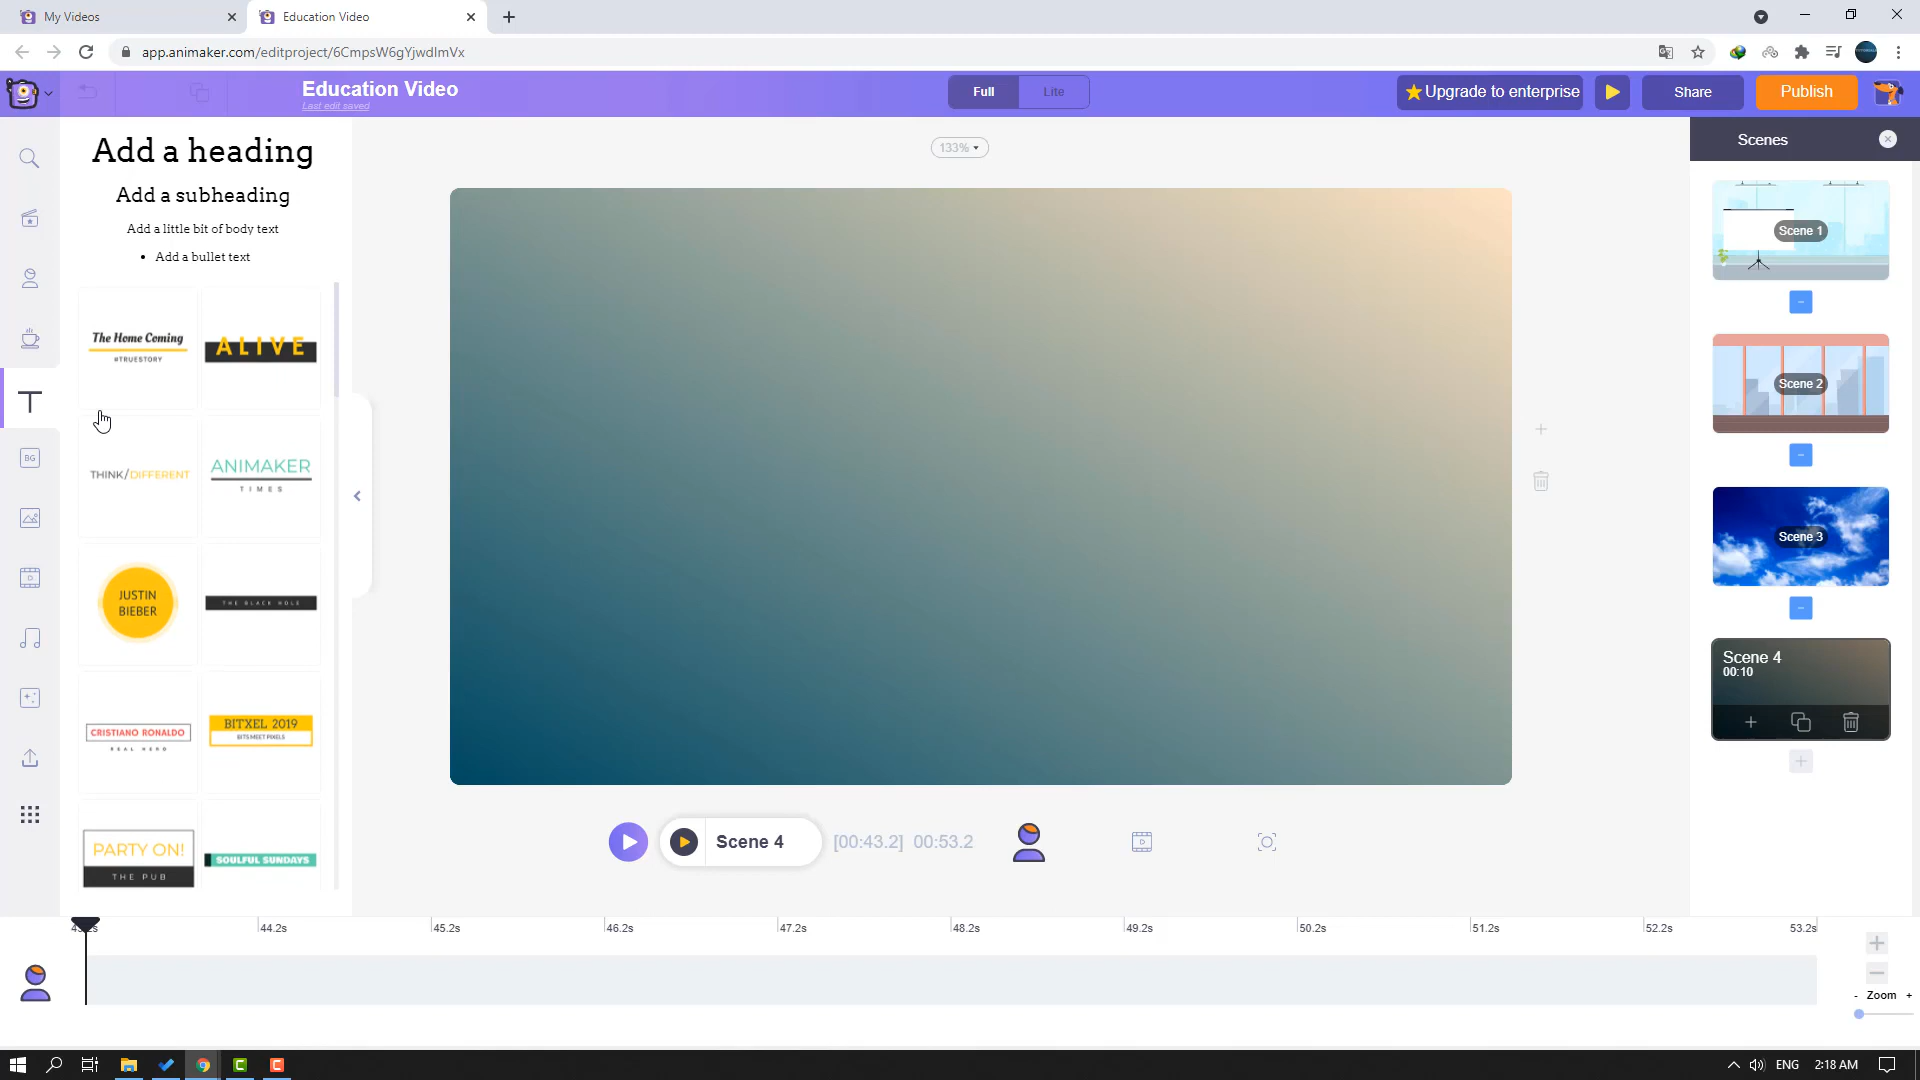 My Videos
Education Video
app.animaker.com/editproject/6CmpsW6gYjwdImVx
Education Video
Last edit saved
Full
Lite
Upgrade to enterprise
Share
Publish
Add a heading
Add a subheading
Add a little bit of body text
• Add a bullet text
133%
Scenes
Scene 1
Scene 2
Scene 3
Scene 4
00:10
The Home Coming
#TRUESTORY
ALIVE
THINK/DIFFERENT
ANIMAKER
TIMES
JUSTIN
BIEBER
THE BLACK HOLE
CRISTIANO RONALDO
REAL HERO
BITXEL 2019
BITS MEET PIXELS
PARTY ON!
THE PUB
SOULFUL SUNDAYS
BG
Scene 4
[00:43.2] 00:53.2
44.2s
45.2s
46.2s
47.2s
48.2s
49.2s
50.2s
51.2s
52.2s
53.2s
- Zoom +
ENG
2:18 AM